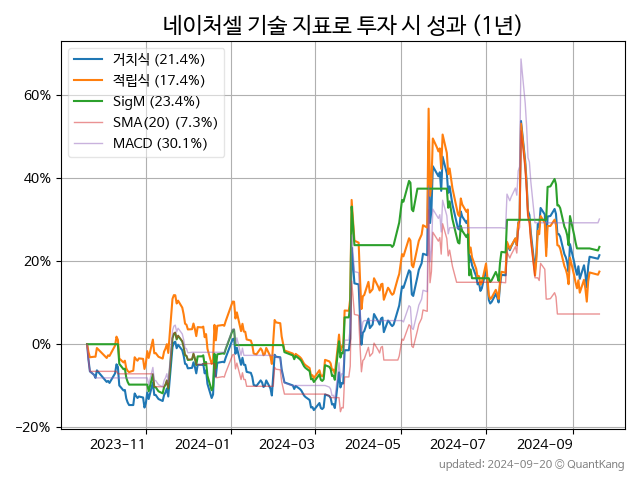 네이처셀 기술 지표로 투자 시 성과 (1년)
거치식 (21.4%)
적립식 (17.4%)
SigM (23.4%)
SMA(20) (7.3%)
MACD (30.1%)
60%
40%
20%
0%
−20%
2023-11
2024-01
2024-03
2024-05
2024-07
2024-09
updated: 2024-09-20 © QuantKang